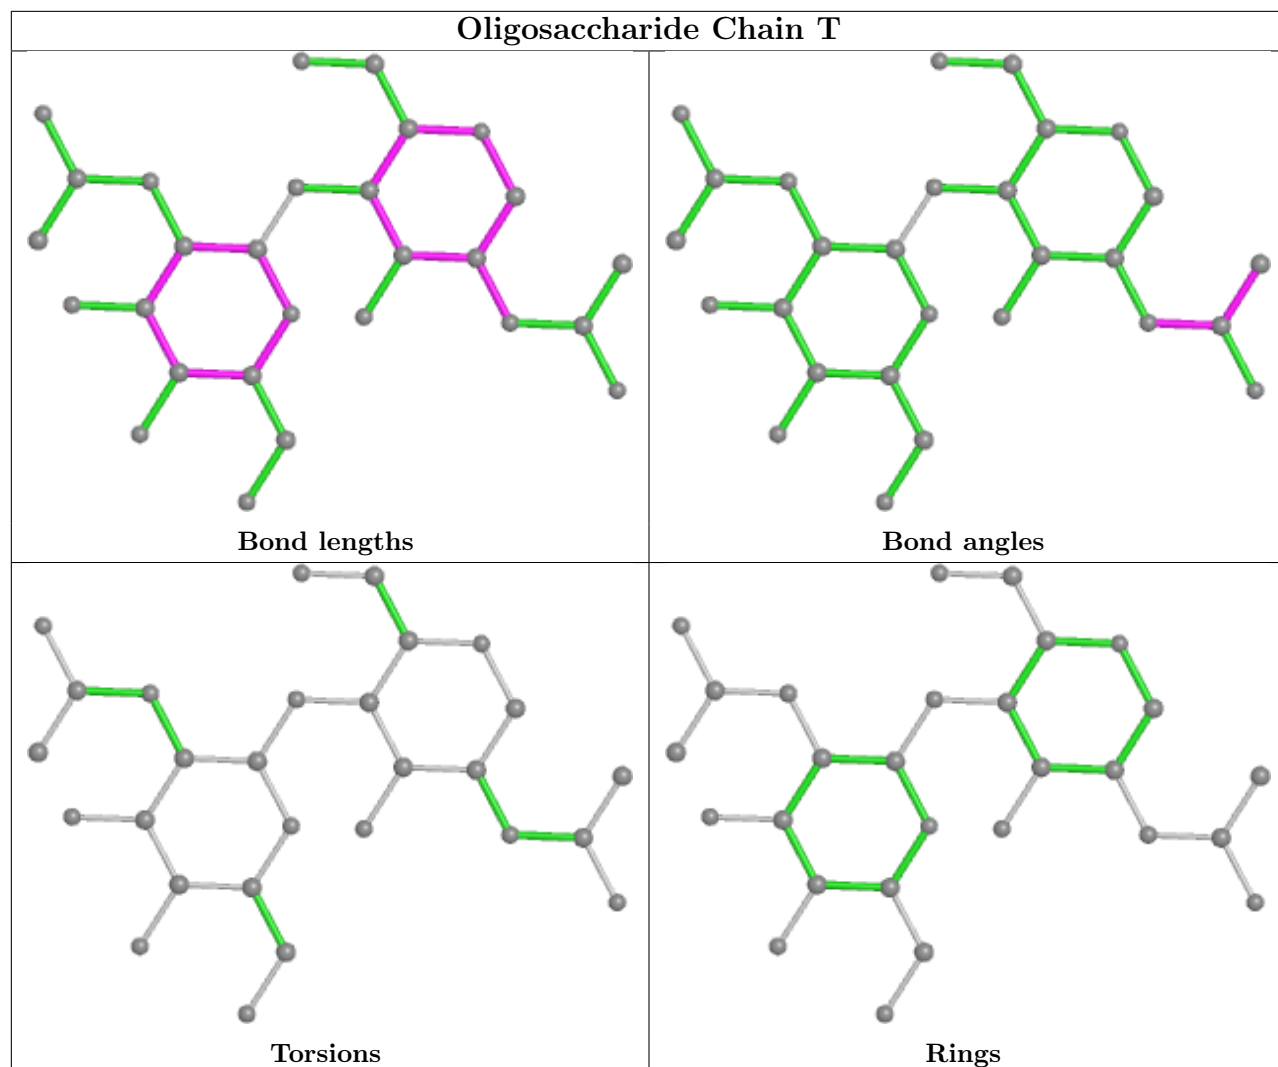 Oligosaccharide Chain T
Bond lengths
Bond angles
Torsions
Rings